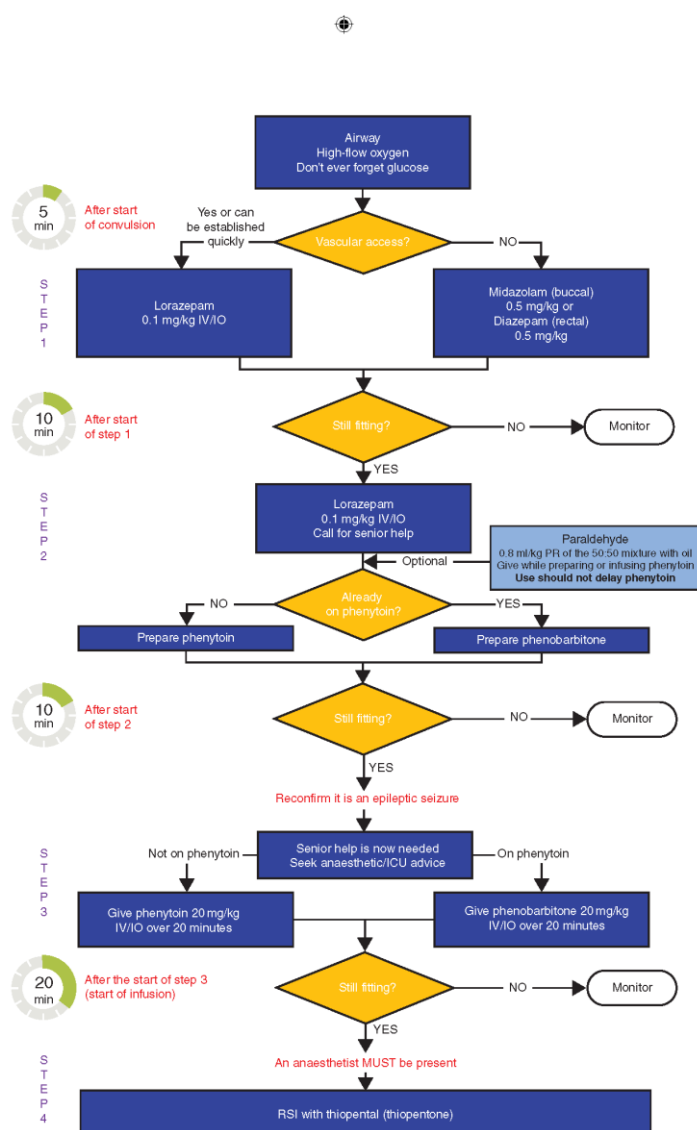 Airway
High-flow oxygen
Don't ever forget glucose
5
min
After start
of convulsion
Yes or can
be established
quickly
Vascular access?
NO
STEP 1
Lorazepam
0.1 mg/kg IV/IO
Midazolam (buccal)
0.5 mg/kg or
Diazepam (rectal)
0.5 mg/kg
10
min
After start
of step 1
Still fitting?
NO
Monitor
YES
STEP 2
Lorazepam
0.1 mg/kg IV/IO
Call for senior help
Optional
Paraldehyde
0.8 ml/kg PR of the 50:50 mixture with oil
Give while preparing or infusing phenytoin
Use should not delay phenytoin
NO
Already
on phenytoin?
YES
Prepare phenytoin
Prepare phenobarbitone
10
min
After start
of step 2
Still fitting?
NO
Monitor
YES
Reconfirm it is an epileptic seizure
STEP 3
Not on phenytoin
Senior help is now needed
Seek anaesthetic/ICU advice
On phenytoin
Give phenytoin 20 mg/kg
IV/IO over 20 minutes
Give phenobarbitone 20 mg/kg
IV/IO over 20 minutes
20
min
After the start of step 3
(start of infusion)
Still fitting?
NO
Monitor
YES
An anaesthetist MUST be present
STEP 4
RSI with thiopental (thiopentone)